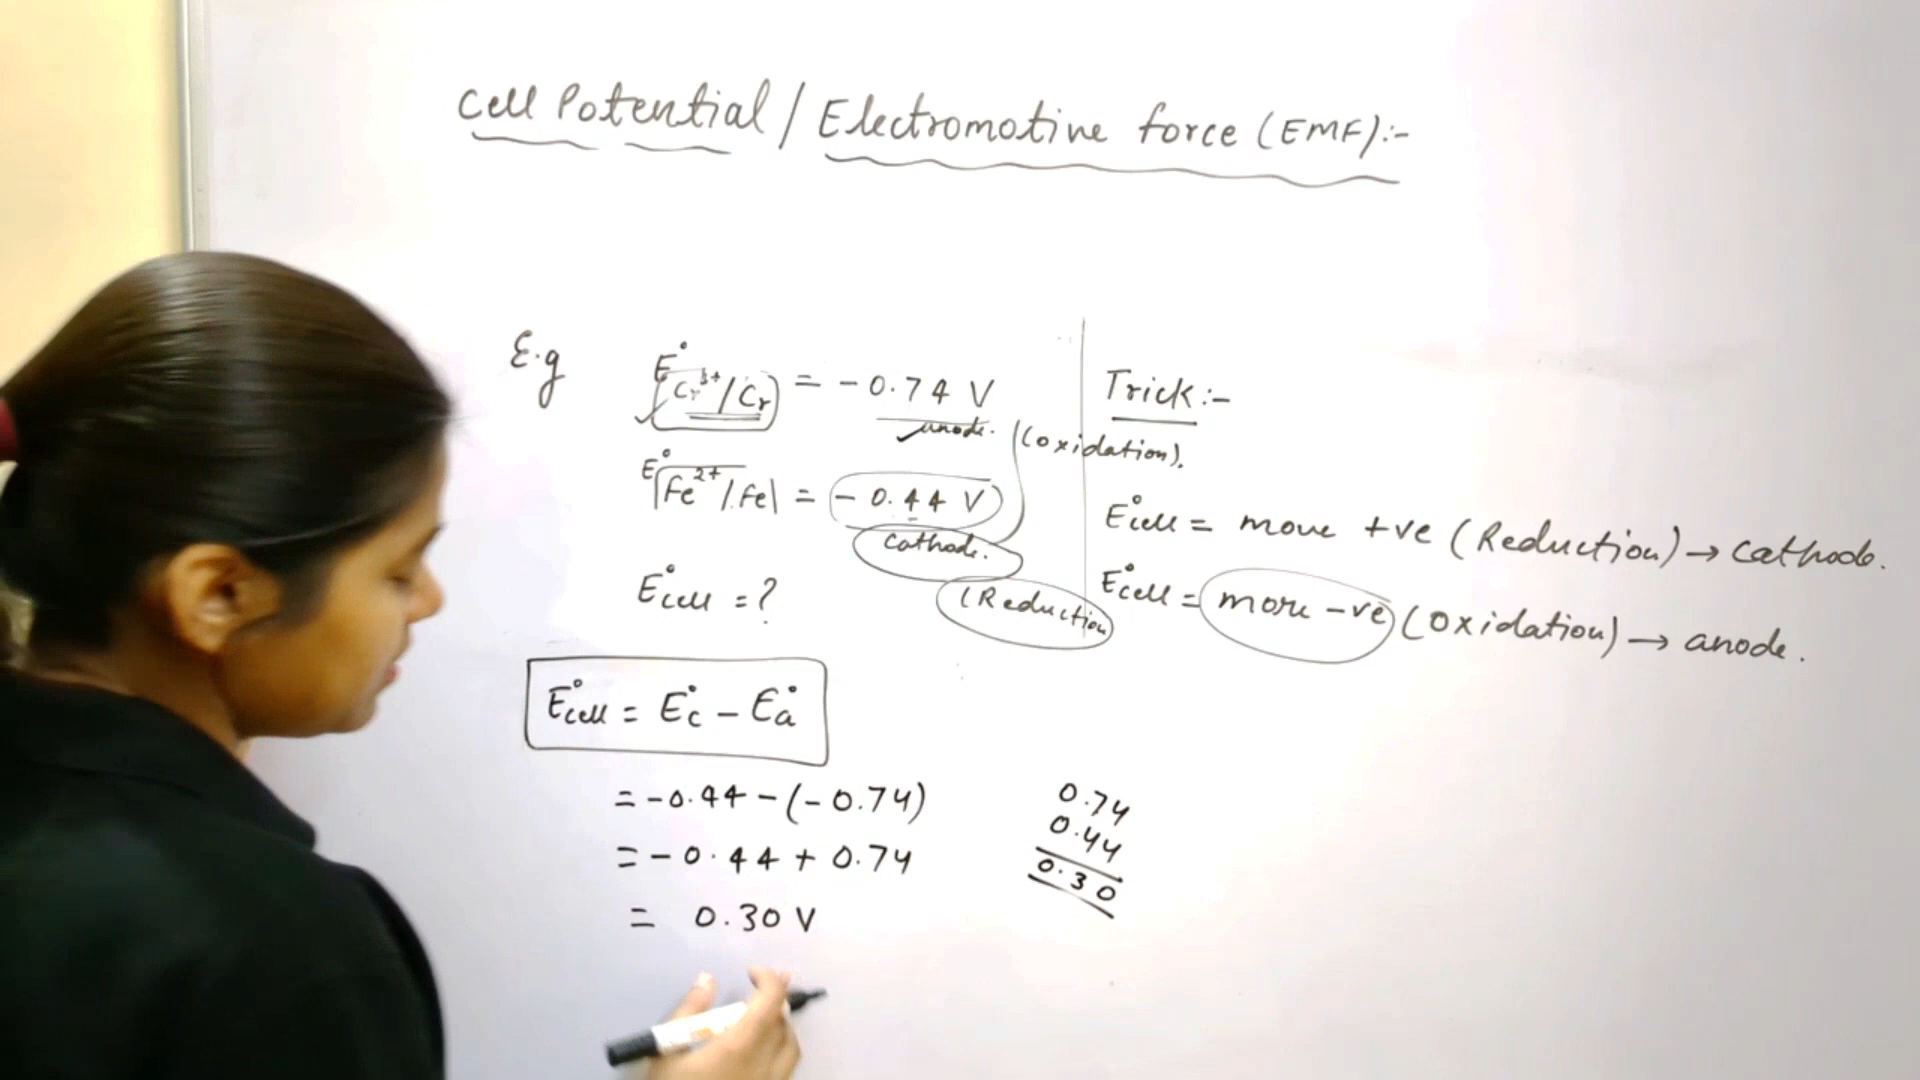 Cell Potential / Electromotive force (EMF):-
E.g E°Cr³⁺/Cr = -0.74 V
anode. (oxidation).
E°Fe²⁺/Fe = -0.44 V
Cathode.
(Reduction
E°cell = ?
E°cell = E°c - E°a
= -0.44 - (-0.74)
= -0.44 + 0.74
= 0.30 V
Trick:-
E°cell = more +ve (Reduction) → Cathode.
E°cell = more -ve (Oxidation) → anode.
0.74
0.44
0.30